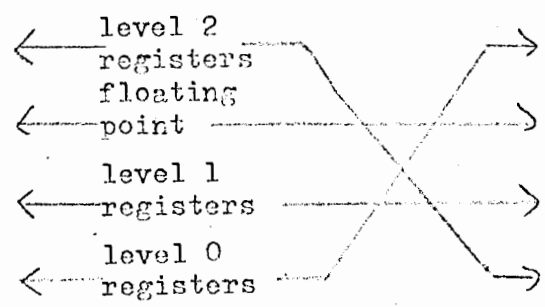 level 2
registers
floating
point
level 1
registers
level 0
registers